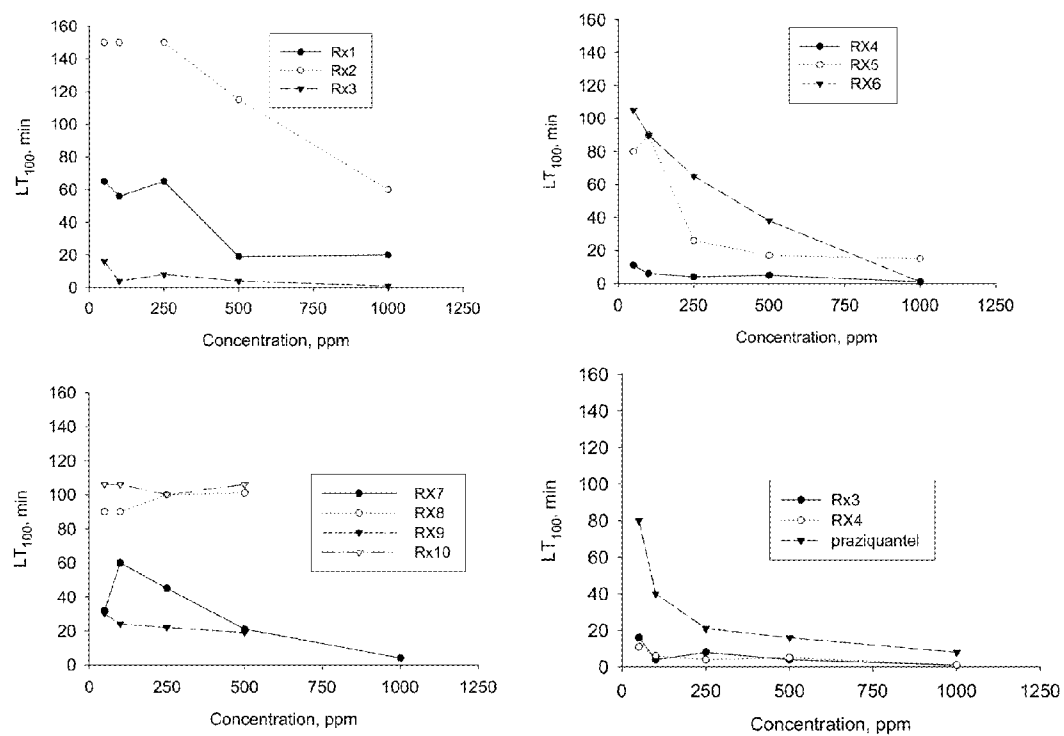 160
140
120
100
80
60
40
20
0
LT100, min
Rx1
Rx2
Rx3
0 250 500 750 1000 1250
Concentration, ppm
160
140
120
100
80
60
40
20
0
LT100, min
RX4
RX5
RX6
0 250 500 750 1000 1250
Concentration, ppm
160
140
120
100
80
60
40
20
0
LT100, min
RX7
RX8
RX9
Rx10
0 250 500 750 1000 1250
Concentration, ppm
160
140
120
100
80
60
40
20
0
LT100, min
Rx3
RX4
praziquantel
0 250 500 750 1000 1250
Concentration, ppm